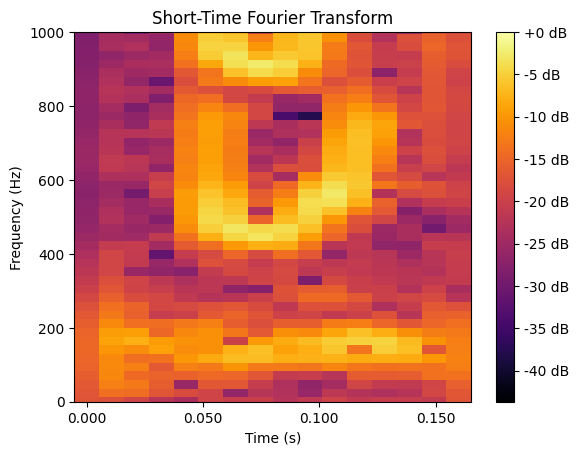 Short-Time Fourier Transform
1000
800
600
400
200
0
Frequency (Hz)
0.000
0.050
0.100
0.150
Time (s)
+0 dB
-5 dB
-10 dB
-15 dB
-20 dB
-25 dB
-30 dB
-35 dB
-40 dB